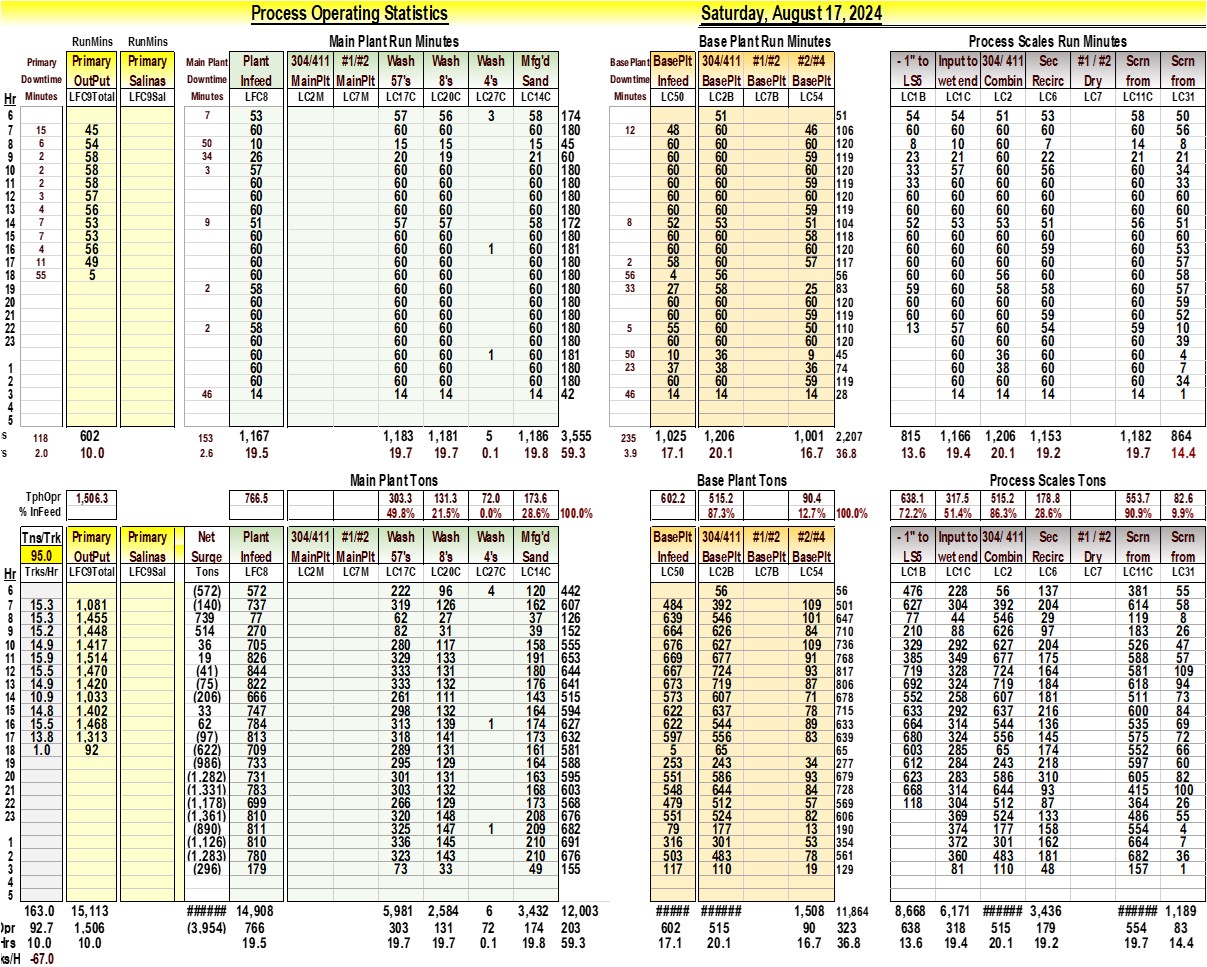 Process Operating Statistics Saturday, August 17, 2024
RunMins RunMins Main Plant Run Minutes Base Plant Run Minutes Process Scales Run Minutes
Primary Primary Primary Main Plant Plant 304/411 #1/#2 Wash Wash Wash Mfg'd BasePlant BasePlt 304/411 #1/#2 #2/#4 - 1" to Input to 304/ 411 Sec #1 / #2 Scrn Scrn
Downtime OutPut Salinas Downtime Infeed MainPlt MainPlt 57's 8's 4's Sand Downtime Infeed BasePlt BasePlt BasePlt LS5 wet end Combin Recirc Dry from from
Hr Minutes LFC9Total LFC9Sal Minutes LFC8 LC2M LC7M LC17C LC20C LC27C LC14C Minutes LC50 LC2B LC7B LC54 LC1B LC1C LC2 LC6 LC7 LC11C LC31
6 7 53 57 56 3 58 174 51 51 54 54 51 53 58 50
7 15 45 60 60 60 60 180 12 48 60 46 106 60 60 60 60 60 56
8 6 54 50 10 15 15 15 45 60 60 60 120 8 10 60 7 14 8
9 2 58 34 26 20 19 21 60 60 60 59 119 23 21 60 22 21 21
10 2 58 3 57 60 60 60 180 60 60 60 120 33 57 60 56 60 34
11 2 58 60 60 60 60 180 60 60 59 119 33 60 60 60 60 33
12 3 57 60 60 60 60 180 60 60 60 120 60 60 60 60 60 60
13 4 56 60 60 60 60 180 60 60 59 119 60 60 60 60 60 60
14 7 53 9 51 57 57 58 172 8 52 53 51 104 52 53 53 51 56 51
15 7 53 60 60 60 60 180 60 60 58 118 60 60 60 60 60 60
16 4 56 60 60 60 1 60 181 60 60 60 120 60 60 60 59 60 53
17 11 49 60 60 60 60 180 2 58 60 57 117 60 60 60 60 60 57
18 55 5 60 60 60 60 180 56 4 56 56 60 60 56 60 60 58
19 2 58 60 60 60 180 33 27 58 25 83 59 60 58 58 60 57
20 60 60 60 60 180 60 60 60 120 60 60 60 60 60 59
21 60 60 60 60 180 60 60 59 119 60 60 60 59 60 52
22 2 58 60 60 60 180 5 55 60 50 110 13 57 60 54 59 10
23 60 60 60 60 180 60 60 60 120 60 60 60 60 39
60 60 60 1 60 181 50 10 36 9 45 60 36 60 60 4
1 60 60 60 60 180 23 37 38 36 74 60 38 60 60 7
2 60 60 60 60 180 60 60 59 119 60 60 60 60 34
3 46 14 14 14 14 42 46 14 14 14 28 14 14 14 14 1
4
5
s 118 602 153 1,167 1,183 1,181 5 1,186 3,555 235 1,025 1,206 1,001 2,207 815 1,166 1,206 1,153 1,182 864
's 2.0 10.0 2.6 19.5 19.7 19.7 0.1 19.8 59.3 3.9 17.1 20.1 16.7 36.8 13.6 19.4 20.1 19.2 19.7 14.4
Main Plant Tons Base Plant Tons Process Scales Tons
TphOpr 1,506.3 766.5 303.3 131.3 72.0 173.6 602.2 515.2 90.4 638.1 317.5 515.2 178.8 553.7 82.6
% InFeed 49.8% 21.5% 0.0% 28.6% 100.0% 87.3% 12.7% 100.0% 72.2% 51.4% 86.3% 28.6% 90.9% 9.9%
Tns/Trk Primary Primary Net Plant 304/411 #1/#2 Wash Wash Wash Mfg'd BasePlt 304/411 #1/#2 #2/#4 - 1" to Input to 304/ 411 Sec #1 / #2 Scrn Scrn
95.0 OutPut Salinas Surge Infeed MainPlt MainPlt 57's 8's 4's Sand Infeed BasePlt BasePlt BasePlt LS5 wet end Combin Recirc Dry from from
Hr Trks/Hr LFC9Total LFC9Sal Tons LFC8 LC2M LC7M LC17C LC20C LC27C LC14C LC50 LC2B LC7B LC54 LC1B LC1C LC2 LC6 LC7 LC11C LC31
6 (572) 572 222 96 4 120 442 56 56 476 228 56 137 381 55
7 15.3 1,081 (140) 737 319 126 162 607 484 392 109 501 627 304 392 204 614 58
8 15.3 1,455 739 77 62 27 37 126 639 546 101 647 77 44 546 29 119 8
9 15.2 1,448 514 270 82 31 39 152 664 626 84 710 210 88 626 97 183 26
10 14.9 1,417 36 705 280 117 158 555 676 627 109 736 329 292 627 204 526 47
11 15.9 1,514 19 826 329 133 191 653 669 677 91 768 385 349 677 175 588 57
12 15.5 1,470 (41) 844 333 131 180 644 667 724 93 817 719 328 724 164 581 109
13 14.9 1,420 (75) 822 333 132 176 641 673 719 87 806 692 324 719 184 618 94
14 10.9 1,033 (206) 666 261 111 143 515 573 607 71 678 552 258 607 181 511 73
15 14.8 1,402 33 747 298 132 164 594 622 637 78 715 633 292 637 216 600 84
16 15.5 1,468 62 784 313 139 1 174 627 622 544 89 633 664 314 544 136 535 69
17 13.8 1,313 (97) 813 318 141 173 632 597 556 83 639 680 324 556 145 575 72
18 1.0 92 (622) 709 289 131 161 581 5 65 65 603 285 65 174 552 66
19 (986) 733 295 129 164 588 253 243 34 277 612 284 243 218 597 60
20 (1,282) 731 301 131 163 595 551 586 93 679 623 283 586 310 605 82
21 (1,331) 783 303 132 168 603 548 644 84 728 668 314 644 93 415 100
22 (1,178) 699 266 129 173 568 479 512 57 569 118 304 512 87 364 26
23 (1,361) 810 320 148 208 676 551 524 82 606 369 524 133 486 55
(890) 811 325 147 1 209 682 79 177 13 190 374 177 158 554 4
1 (1,126) 810 336 145 210 691 316 301 53 354 372 301 162 664 7
2 (1,283) 780 323 143 210 676 503 483 78 561 360 483 181 682 36
3 (296) 179 73 33 49 155 117 110 19 129 81 110 48 157 1
4
5
163.0 15,113 ###### 14,908 5,981 2,584 6 3,432 12,003 ##### ###### 1,508 11,864 8,668 6,171 ###### 3,436 ###### 1,189
Opr 92.7 1,506 (3,954) 766 303 131 72 174 203 602 515 90 323 638 318 515 179 554 83
Hrs 10.0 10.0 19.5 19.7 19.7 0.1 19.8 59.3 17.1 20.1 16.7 36.8 13.6 19.4 20.1 19.2 19.7 14.4
ks/H -67.0